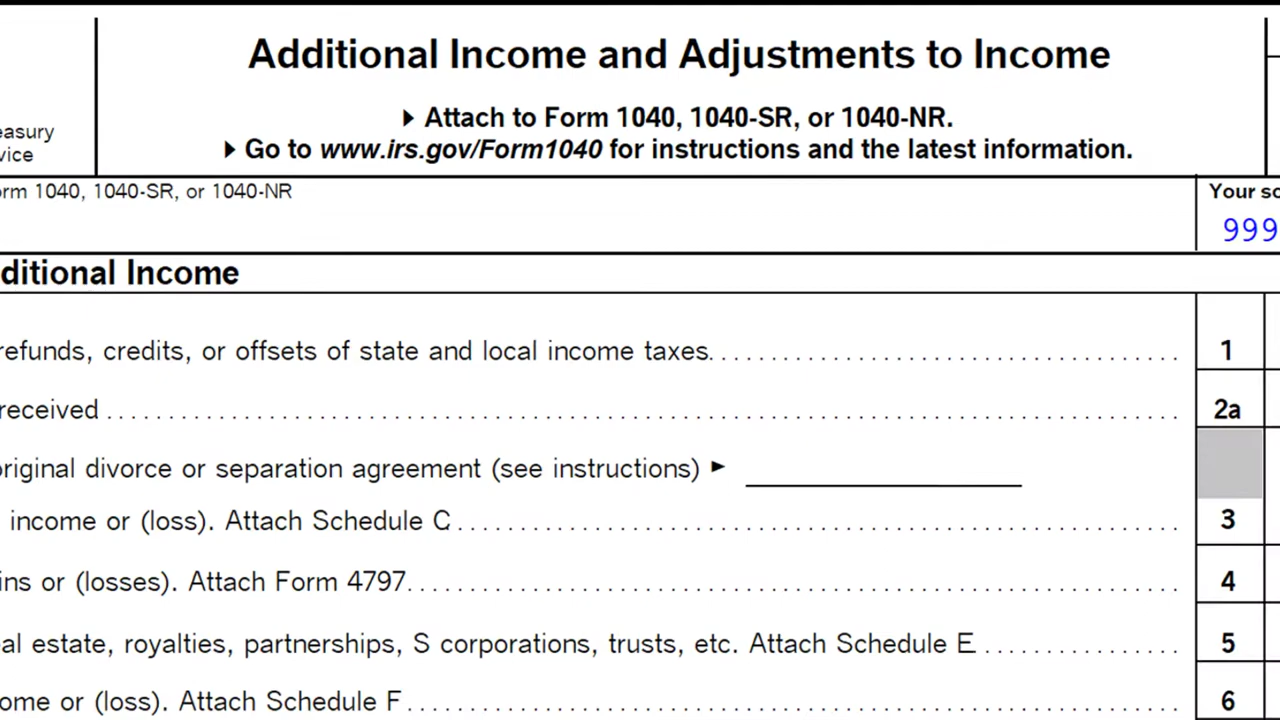 Additional Income and Adjustments to Income
▶ Attach to Form 1040, 1040-SR, or 1040-NR.
easury
▶ Go to www.irs.gov/Form1040 for instructions and the latest information.
vice
orm 1040, 1040-SR, or 1040-NR
Your so
999
ditional Income
refunds, credits, or offsets of state and local income taxes. 1
received 2a
original divorce or separation agreement (see instructions) ▶
income or (loss). Attach Schedule C 3
ins or (losses). Attach Form 4797. 4
al estate, royalties, partnerships, S corporations, trusts, etc. Attach Schedule E 5
ome or (loss). Attach Schedule F 6